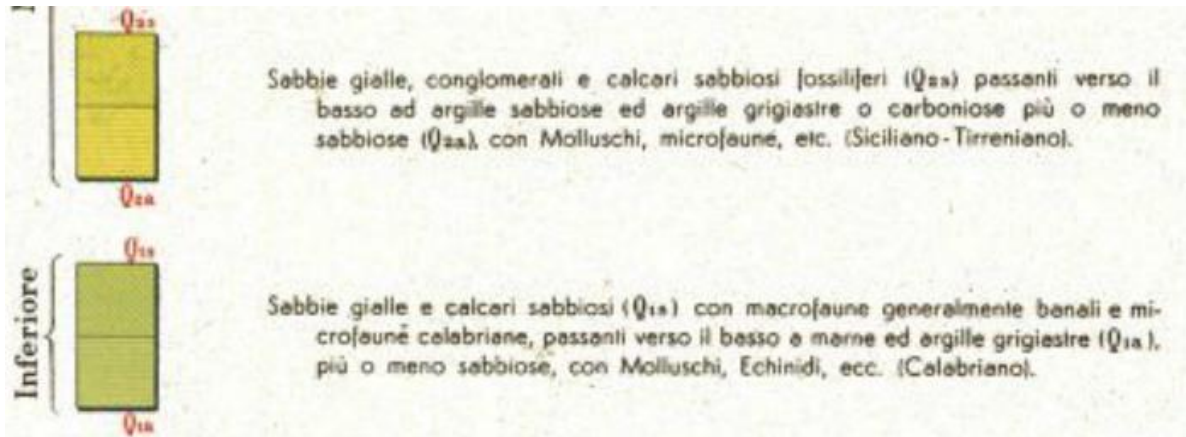 Q2s
Sabbie gialle, conglomerati e calcari sabbiosi fossiliferi (Q2s) passanti verso il
basso ad argille sabbiose ed argille grigiastre o carboniose più o meno
sabbiose (Q2a), con Molluschi, microfaune, etc. (Siciliano-Tirreniano).
Q2a
Inferiore
Q1s
Sabbie gialle e calcari sabbiosi (Q1s) con macrofaune generalmente banali e mi-
crofaune calabriane, passanti verso il basso a marne ed argille grigiastre (Q1a),
più o meno sabbiose, con Molluschi, Echinidi, ecc. (Calabriano).
Q1a